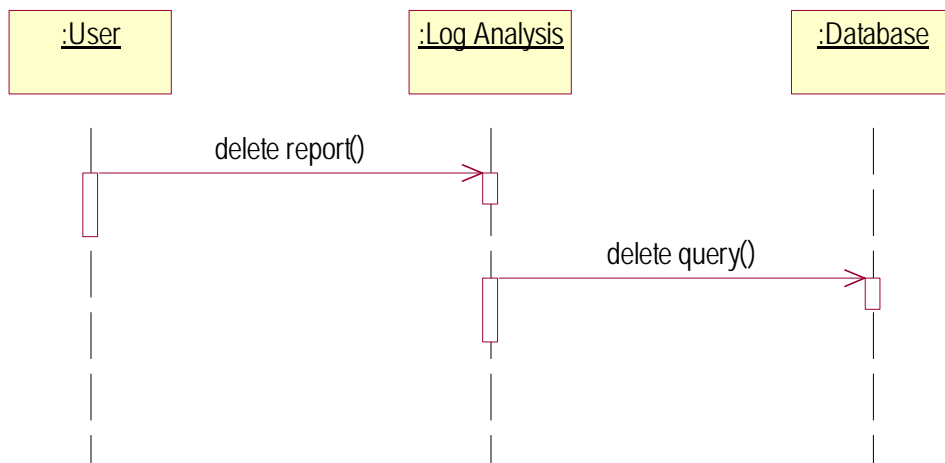 :User
:Log Analysis
:Database
delete report()
delete query()